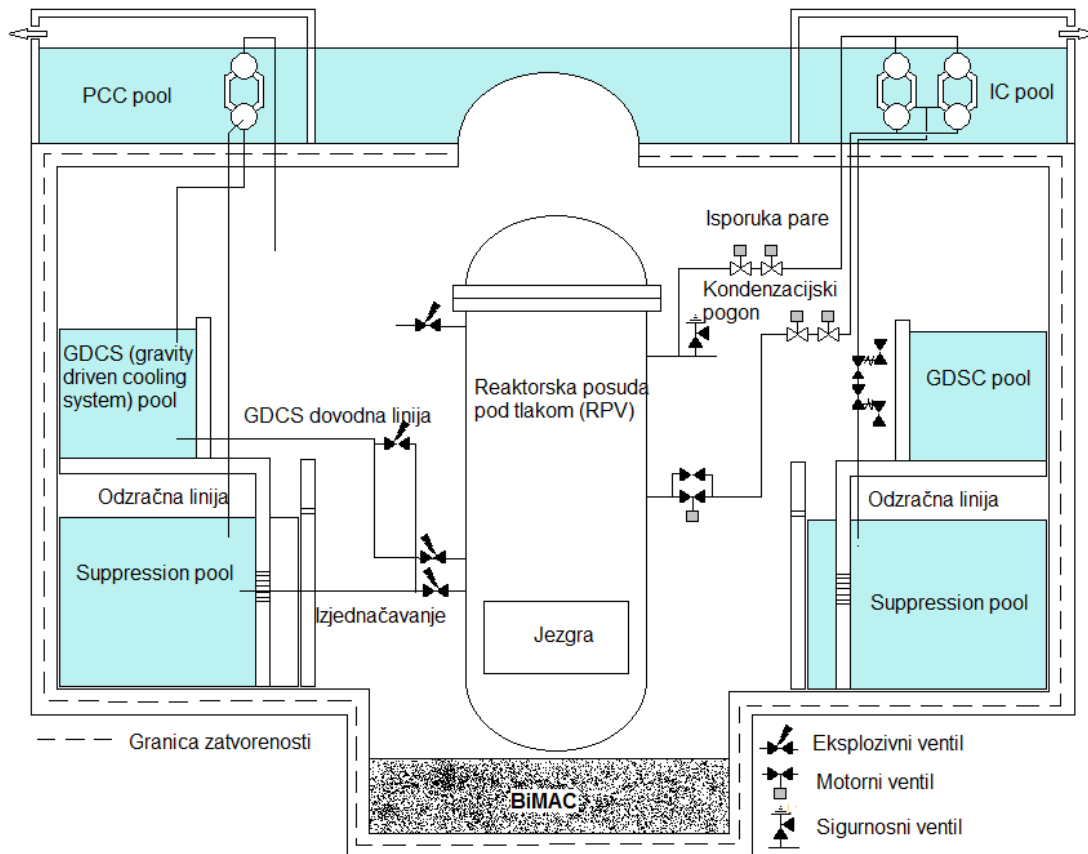 PCC pool
IC pool
Isporuka pare
Kondenzacijski
pogon
GDCS (gravity
driven cooling
system) pool
Reaktorska posuda
pod tlakom (RPV)
GDSC pool
GDCS dovodna linija
Odzračna linija
Odzračna linija
Suppression pool
Suppression pool
Izjednačavanje
Jezgra
Granica zatvorenosti
BiMAC
Eksplozivni ventil
Motorni ventil
Sigurnosni ventil